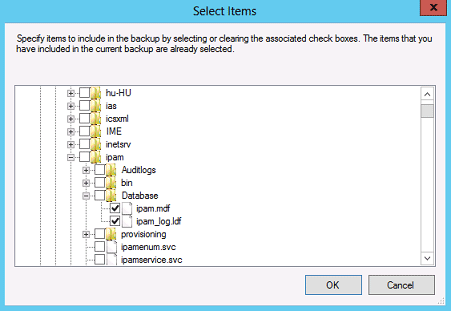 Select Items
x
Specify items to include in the backup by selecting or clearing the associated check boxes. The items that you
have included in the current backup are already selected.
hu-HU
ias
icsxml
IME
inetsrv
ipam
Auditlogs
bin
Database
ipam.mdf
ipam_log.ldf
provisioning
ipamenum.svc
ipamservice.svc
OK
Cancel